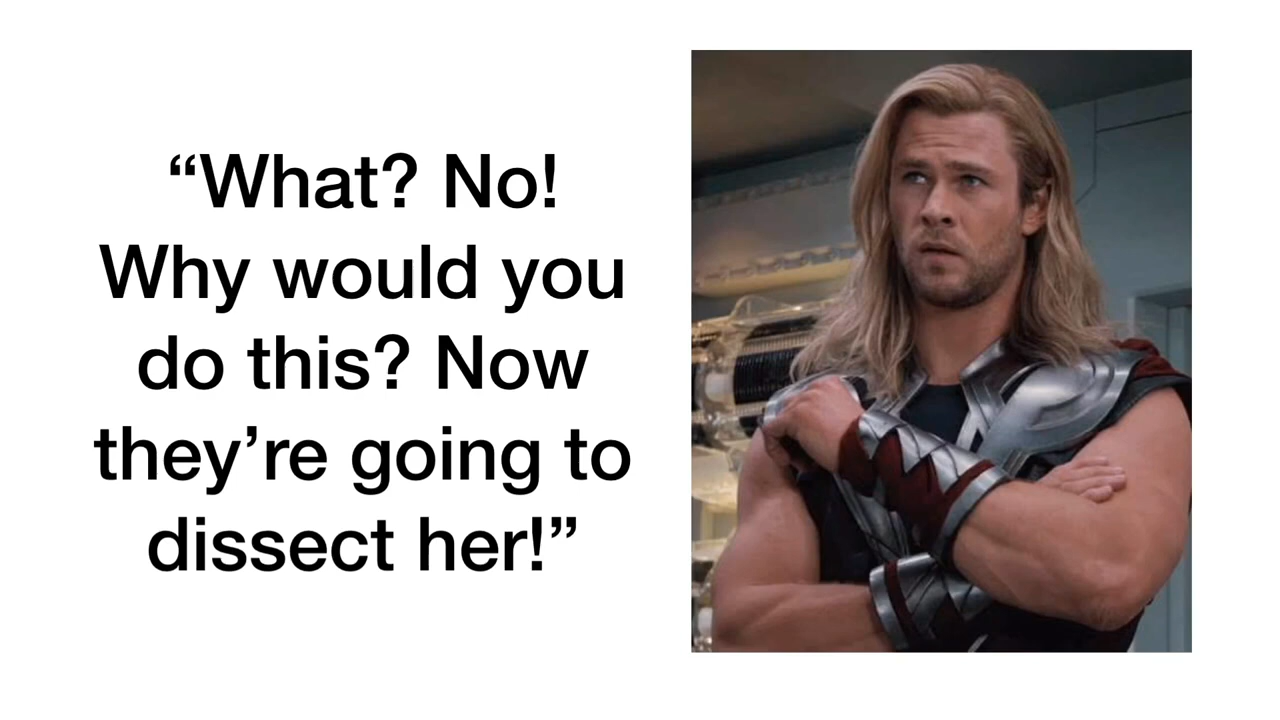 “What? No!
Why would you
do this? Now
they’re going to
dissect her!”